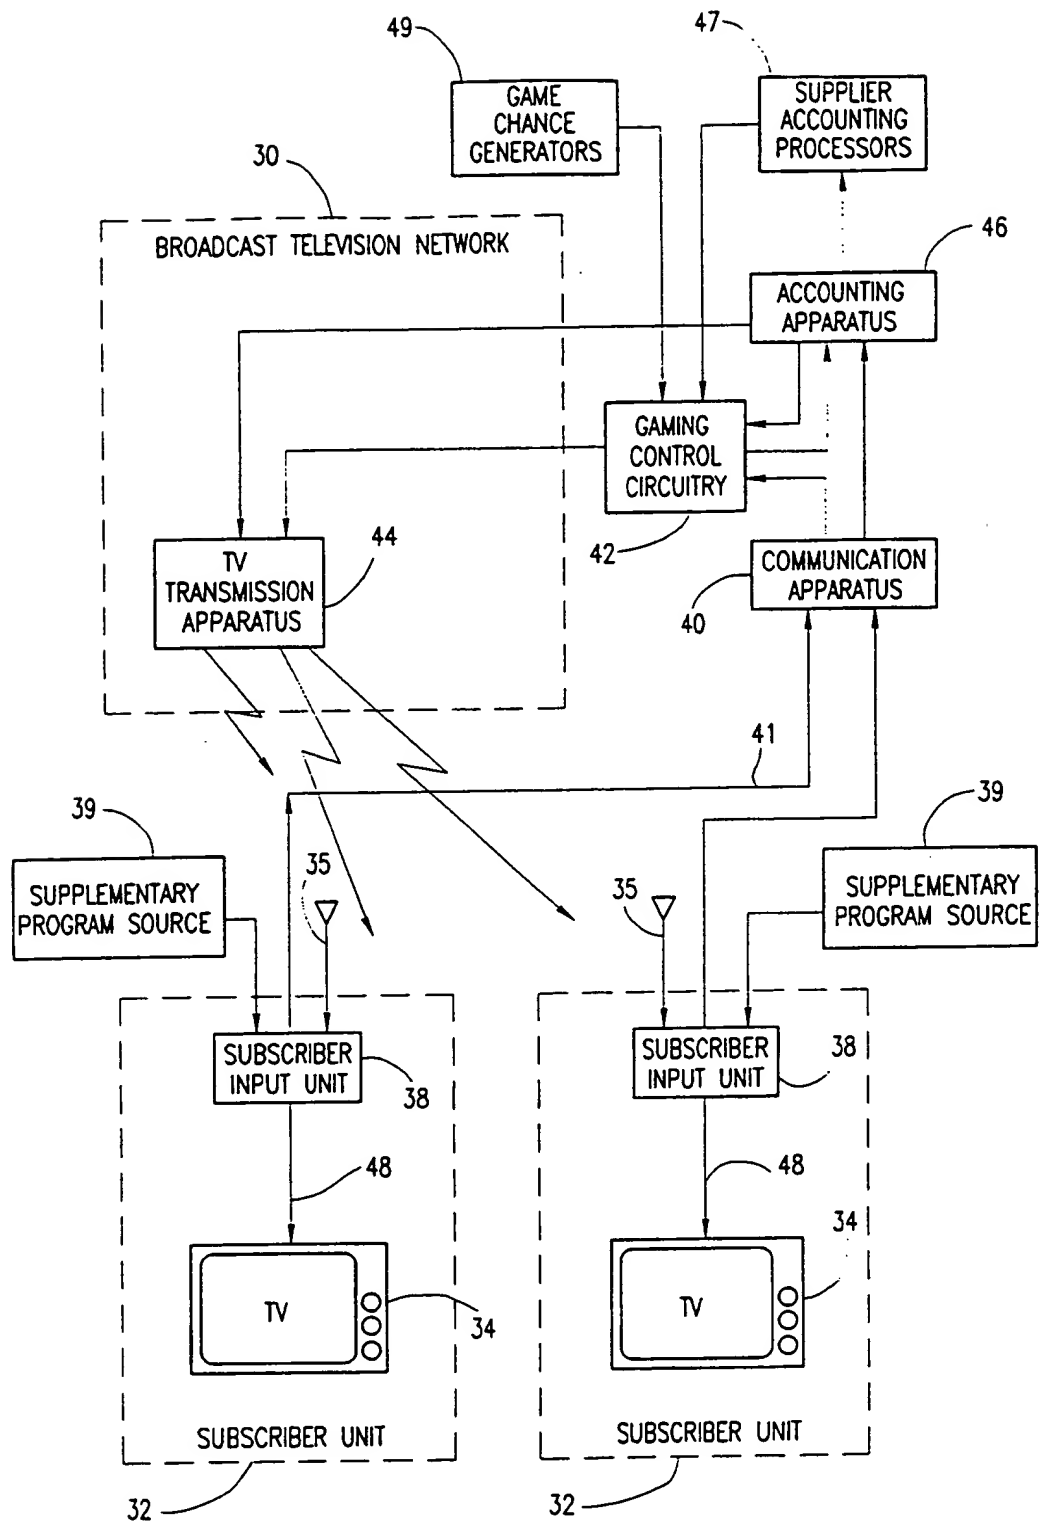 49
47
GAME
CHANCE
GENERATORS
SUPPLIER
ACCOUNTING
PROCESSORS
30
BROADCAST TELEVISION NETWORK
46
ACCOUNTING
APPARATUS
GAMING
CONTROL
CIRCUITRY
42
44
TV
TRANSMISSION
APPARATUS
COMMUNICATION
APPARATUS
40
41
39
SUPPLEMENTARY
PROGRAM SOURCE
35
35
39
SUPPLEMENTARY
PROGRAM SOURCE
SUBSCRIBER
INPUT UNIT
38
SUBSCRIBER
INPUT UNIT
38
48
48
TV
34
TV
34
SUBSCRIBER UNIT
SUBSCRIBER UNIT
32
32